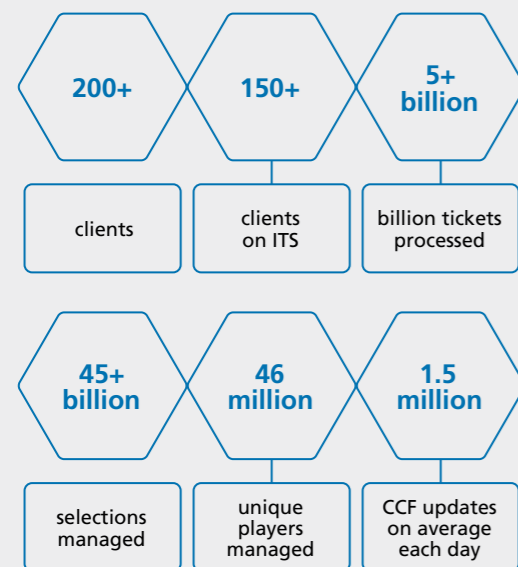 200+
150+
5+
billion
clients
clients
on ITS
billion tickets
processed
45+
billion
46
million
1.5
million
selections
managed
unique
players
managed
CCF updates
on average
each day